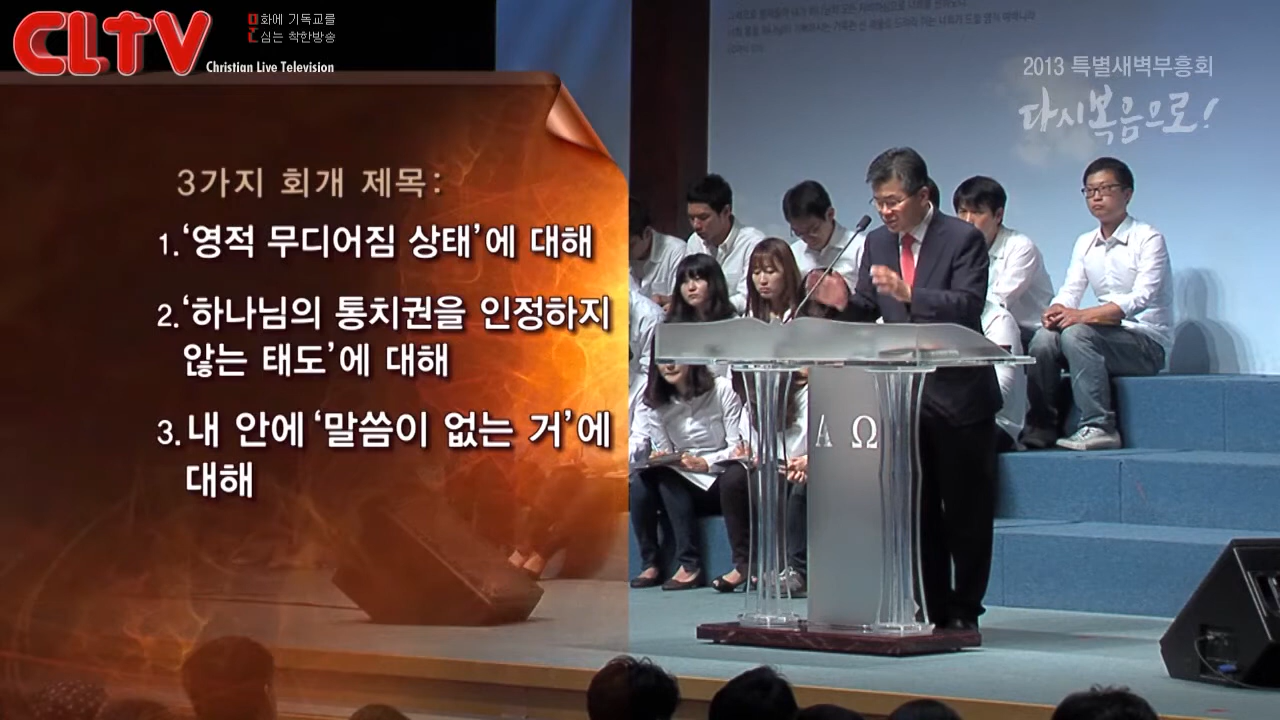 CLTV
문화에 기독교를
심는 착한방송
Christian Live Television
2013 특별새벽부흥회
다시복음으로!
3가지 회개 제목:
1. ‘영적 무디어짐 상태’에 대해
2. ‘하나님의 통치권을 인정하지
않는 태도’에 대해
3. 내 안에 ‘말씀이 없는 거’에
대해
Α Ω